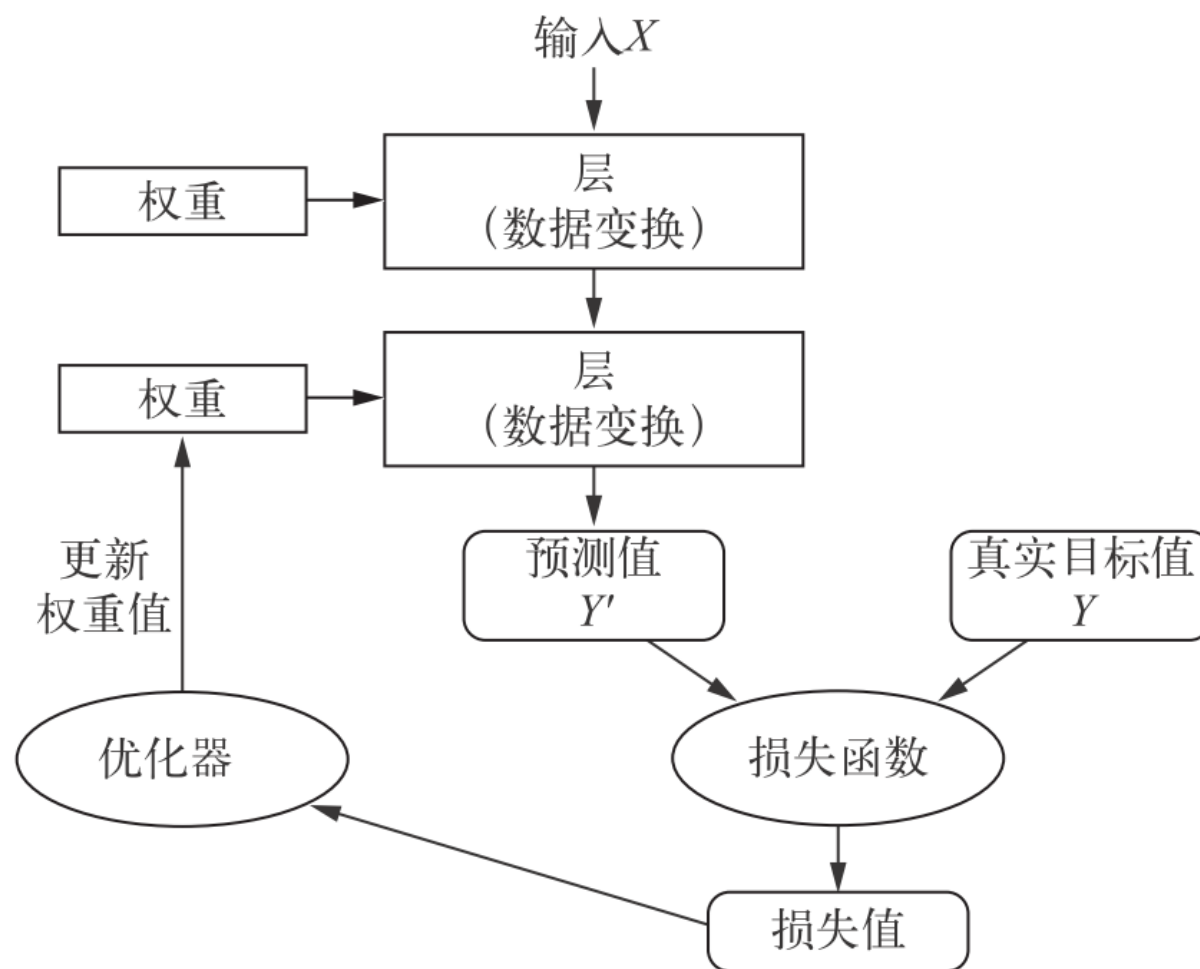 输入X
权重
层
（数据变换）
权重
层
（数据变换）
更新
权重值
预测值
Y′
真实目标值
Y
优化器
损失函数
损失值